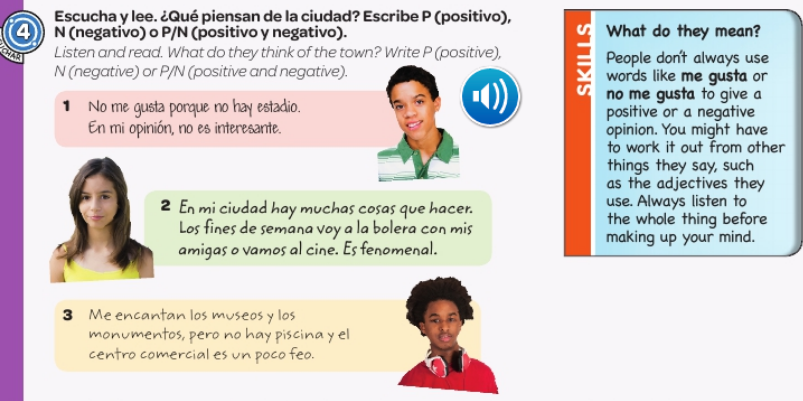 4
Escucha y lee. ¿Qué piensan de la ciudad? Escribe P (positivo),
N (negativo) o P/N (positivo y negativo).
Listen and read. What do they think of the town? Write P (positive),
N (negative) or P/N (positive and negative).
1 No me gusta porque no hay estadio.
En mi opinión, no es interesante.
2 En mi ciudad hay muchas cosas que hacer.
Los fines de semana voy a la bolera con mis
amigas o vamos al cine. Es fenomenal.
3 Me encantan los museos y los
monumentos, pero no hay piscina y el
centro comercial es un poco feo.
SKILLS
What do they mean?
People don't always use
words like me gusta or
no me gusta to give a
positive or a negative
opinion. You might have
to work it out from other
things they say, such
as the adjectives they
use. Always listen to
the whole thing before
making up your mind.